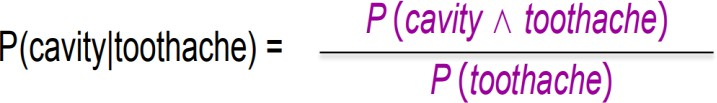 P(cavity ∧ toothache)
P(cavity|toothache) =
P(toothache)